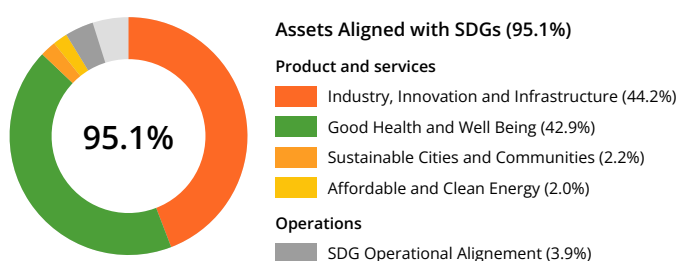 Assets Aligned with SDGs (95.1%)
Product and services
Industry, Innovation and Infrastructure (44.2%)
Good Health and Well Being (42.9%)
Sustainable Cities and Communities (2.2%)
Affordable and Clean Energy (2.0%)
Operations
SDG Operational Alignement (3.9%)
95.1%